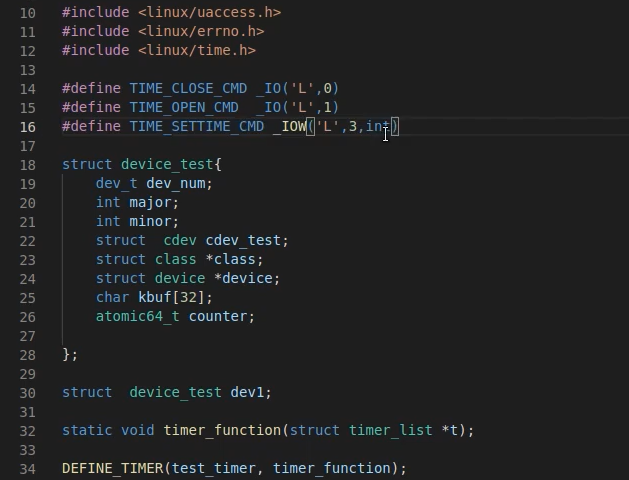 10 #include <linux/uaccess.h>
11 #include <linux/errno.h>
12 #include <linux/time.h>
13
14 #define TIME_CLOSE_CMD _IO('L',0)
15 #define TIME_OPEN_CMD  _IO('L',1)
16 #define TIME_SETTIME_CMD _IOW('L',3,int)
17
18 struct device_test{
19     dev_t dev_num;
20     int major;
21     int minor;
22     struct  cdev cdev_test;
23     struct class *class;
24     struct device *device;
25     char kbuf[32];
26     atomic64_t counter;
27
28 };
29
30 struct  device_test dev1;
31
32 static void timer_function(struct timer_list *t);
33
34 DEFINE_TIMER(test_timer, timer_function);